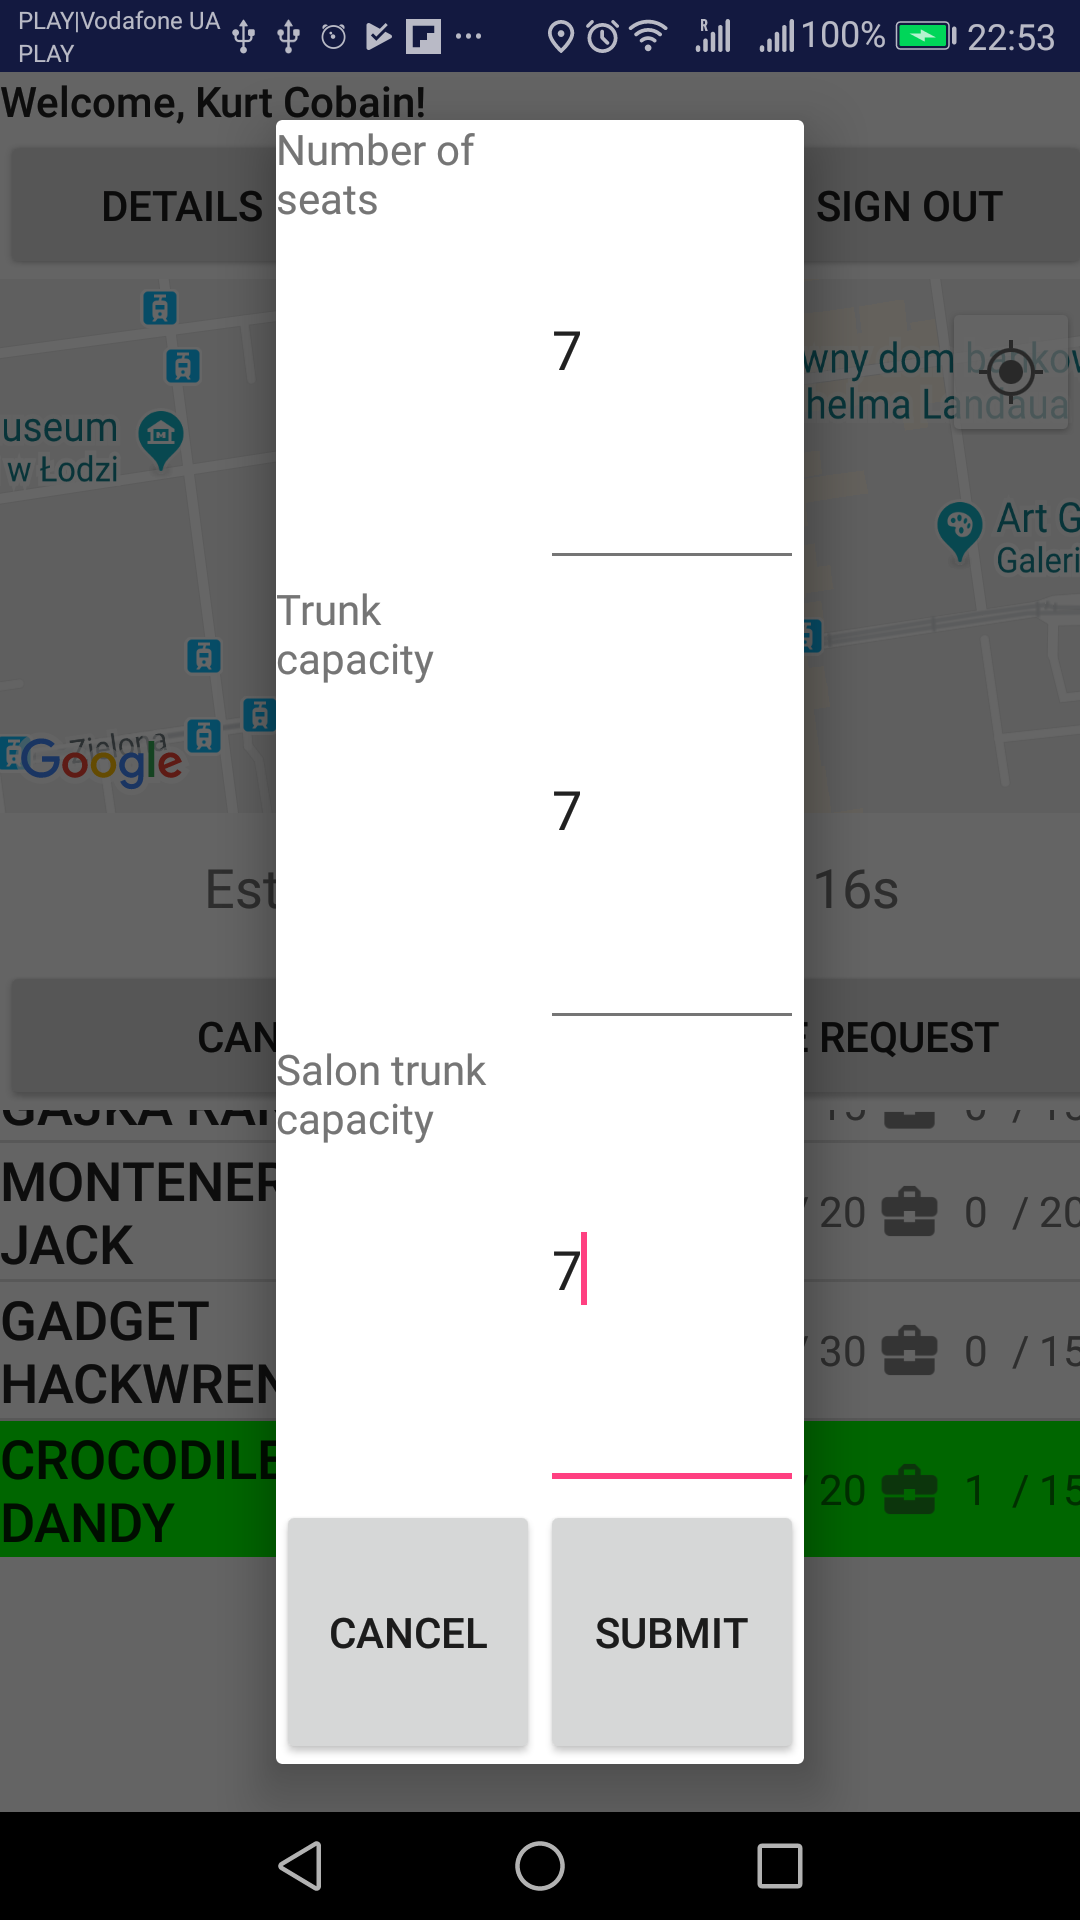 PLAY|Vodafone UA
PLAY
100% 22:53
Welcome, Kurt Cobain!
DETAILS
SIGN OUT
Number of
seats
7
wny dom
helma Landaua
useum
w Łodzi
Art G
Galeri
Trunk
capacity
7
Zielona
Google
Est
16s
CAN
E REQUEST
Salon trunk
capacity
7
MONTENER
JACK
/ 20 0 / 20
GADGET
HACKWREN
/ 30 0 / 15
CROCODILE
DANDY
/ 20 1 / 15
CANCEL
SUBMIT